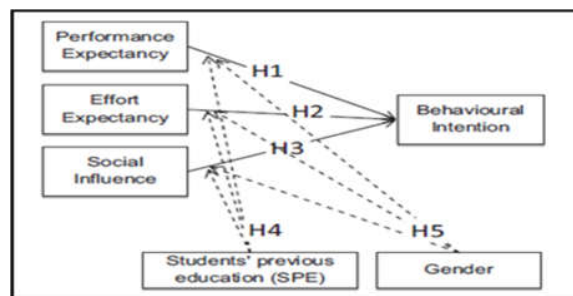 Performance
Expectancy
H1
Effort
Expectancy
H2
Behavioural
Intention
H3
Social
Influence
H4
H5
Students' previous
education (SPE)
Gender